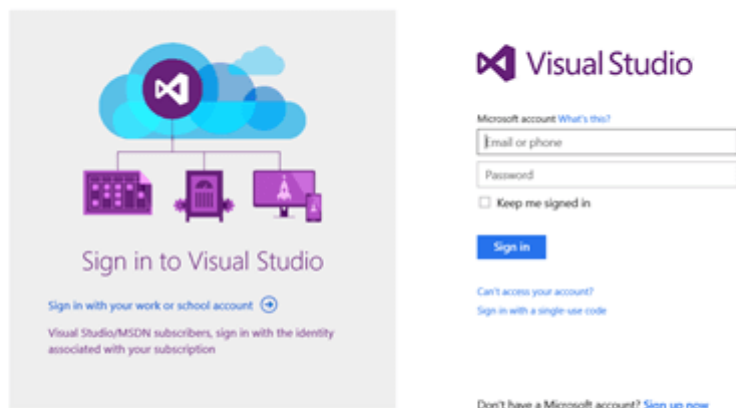 Sign in to Visual Studio
Sign in with your work or school account
Visual Studio/MSDN subscribers, sign in with the identity
associated with your subscription
Visual Studio
Microsoft account What's this?
Email or phone
Password
Keep me signed in
Sign in
Can't access your account?
Sign in with a single-use code
Don't have a Microsoft account? Sign up now